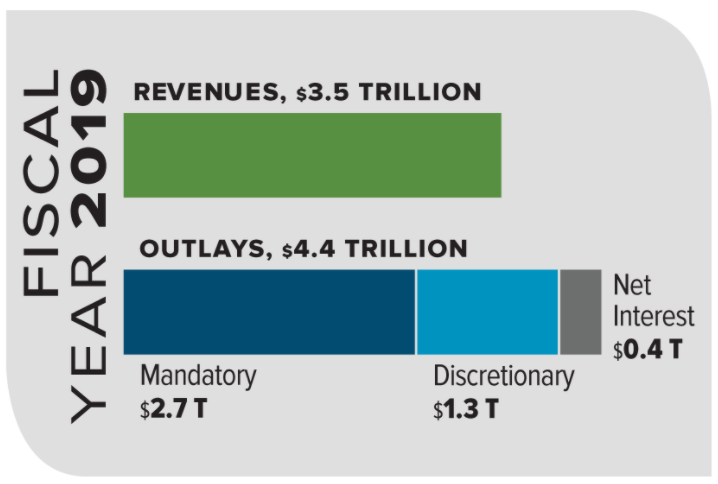 FISCAL
YEAR 2019
REVENUES, $3.5 TRILLION
OUTLAYS, $4.4 TRILLION
Mandatory
$2.7 T
Discretionary
$1.3 T
Net
Interest
$0.4 T